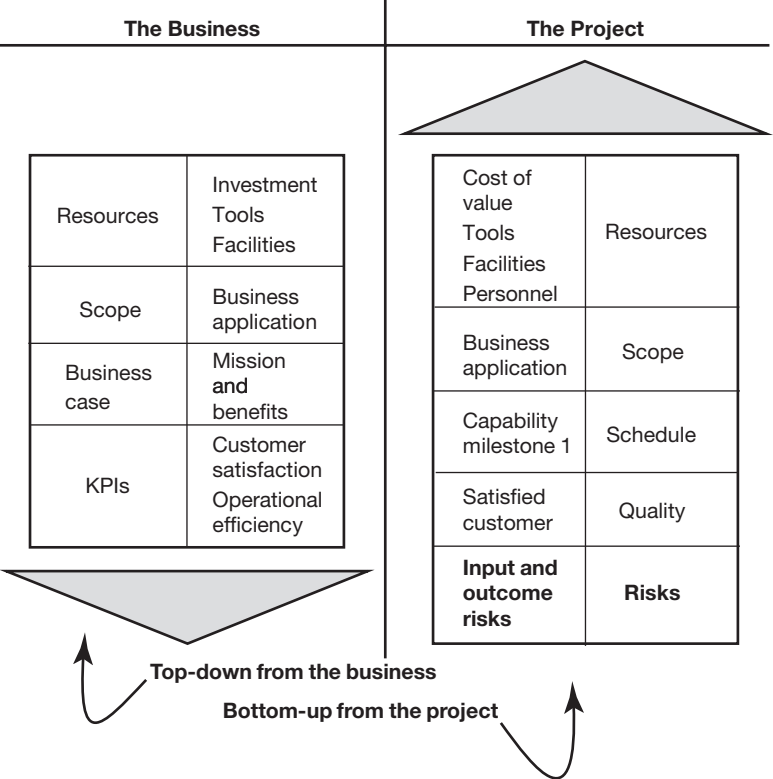 The Business
The Project
Resources
Investment
Tools
Facilities
Scope
Business
application
Business
case
Mission
and
benefits
KPIs
Customer
satisfaction
Operational
efficiency
Cost of
value
Tools
Facilities
Personnel
Resources
Business
application
Scope
Capability
milestone 1
Schedule
Satisfied
customer
Quality
Input and
outcome
risks
Risks
Top-down from the business
Bottom-up from the project